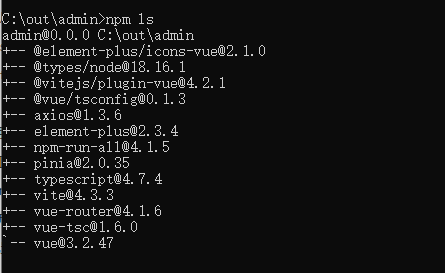 C:\out\admin>npm ls
admin@0.0.0 C:\out\admin
+-- @element-plus/icons-vue@2.1.0
+-- @types/node@18.16.1
+-- @vitejs/plugin-vue@4.2.1
+-- @vue/tsconfig@0.1.3
+-- axios@1.3.6
+-- element-plus@2.3.4
+-- npm-run-all@4.1.5
+-- pinia@2.0.35
+-- typescript@4.7.4
+-- vite@4.3.3
+-- vue-router@4.1.6
+-- vue-tsc@1.6.0
`-- vue@3.2.47